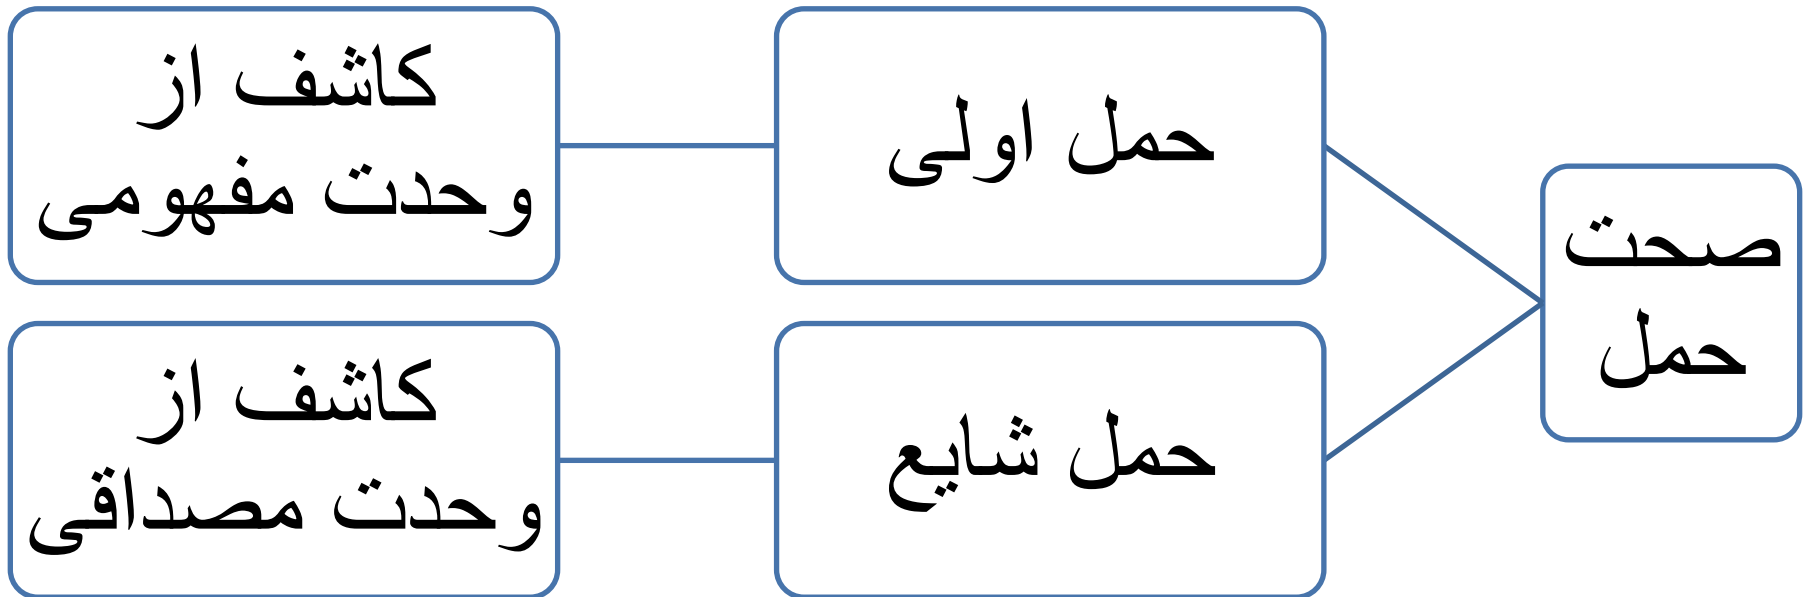 صحت
حمل
حمل اولی
کاشف از
وحدت مفهومی
حمل شایع
کاشف از
وحدت مصداقی